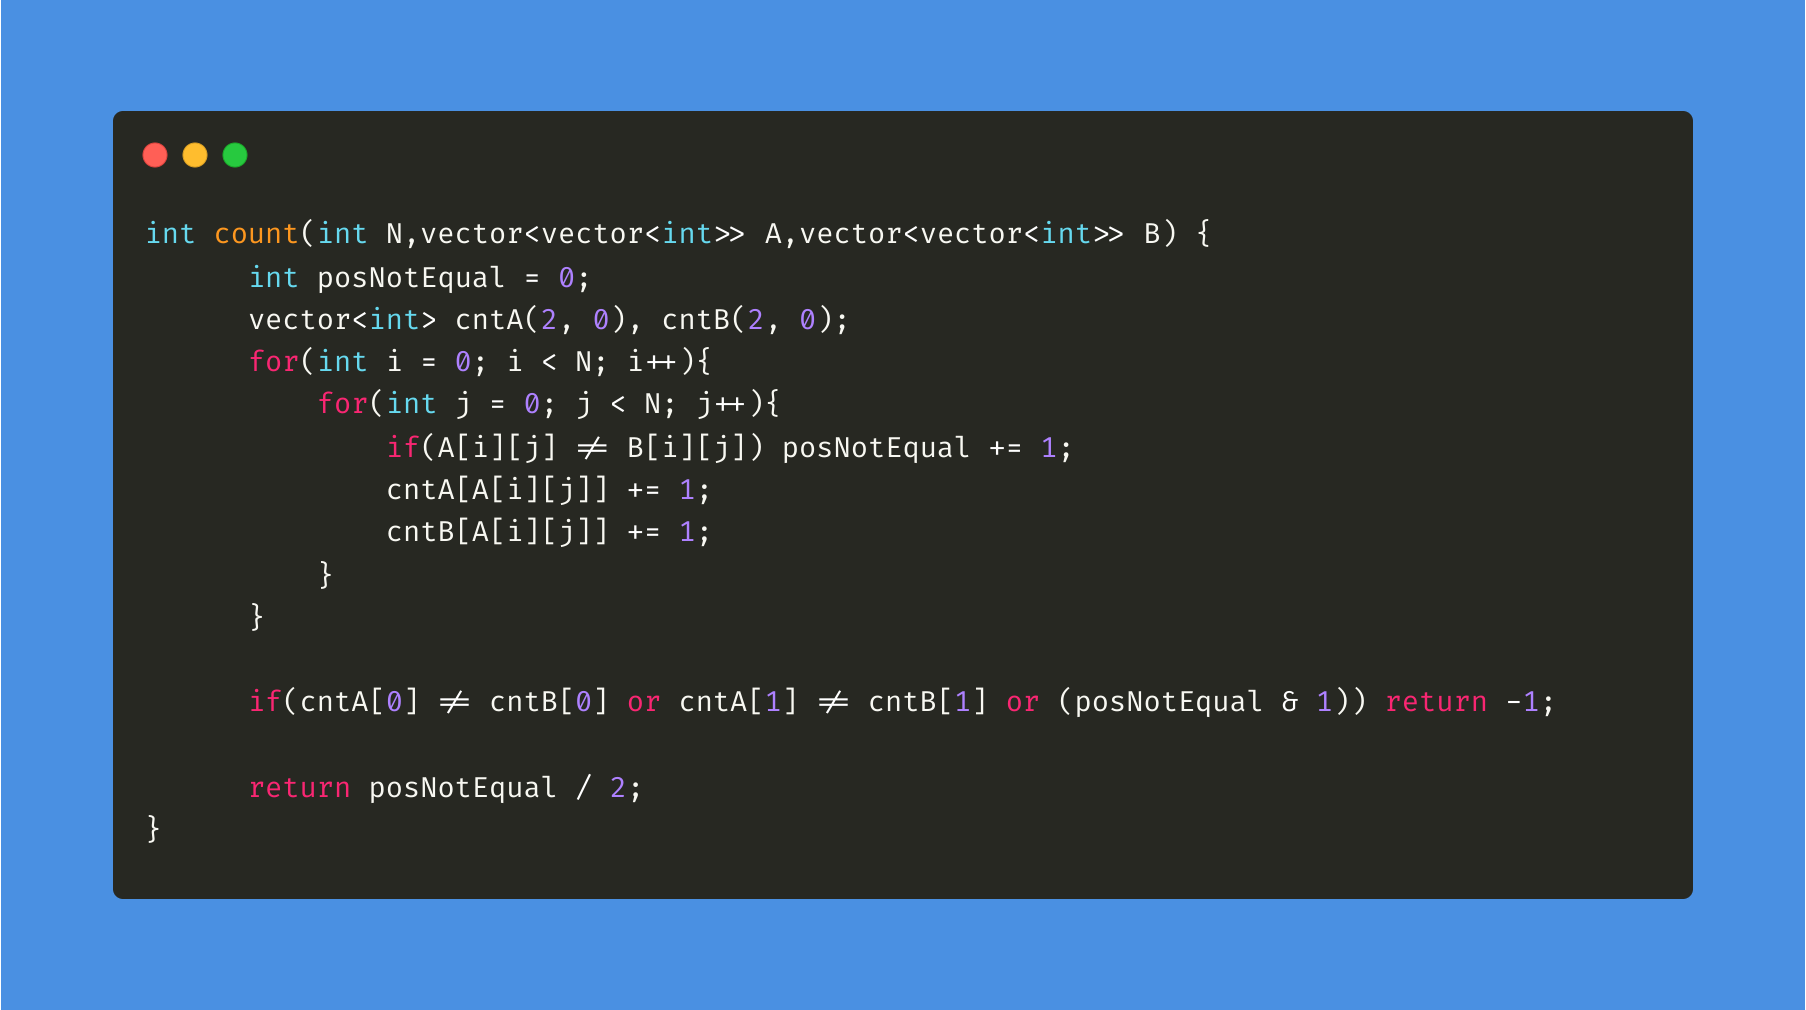 int count(int N,vector<vector<int>> A,vector<vector<int>> B) {
int posNotEqual = 0;
vector<int> cntA(2, 0), cntB(2, 0);
for(int i = 0; i < N; i++){
for(int j = 0; j < N; j++){
if(A[i][j] != B[i][j]) posNotEqual += 1;
cntA[A[i][j]] += 1;
cntB[A[i][j]] += 1;
}
}
if(cntA[0] != cntB[0] or cntA[1] != cntB[1] or (posNotEqual & 1)) return -1;
return posNotEqual / 2;
}